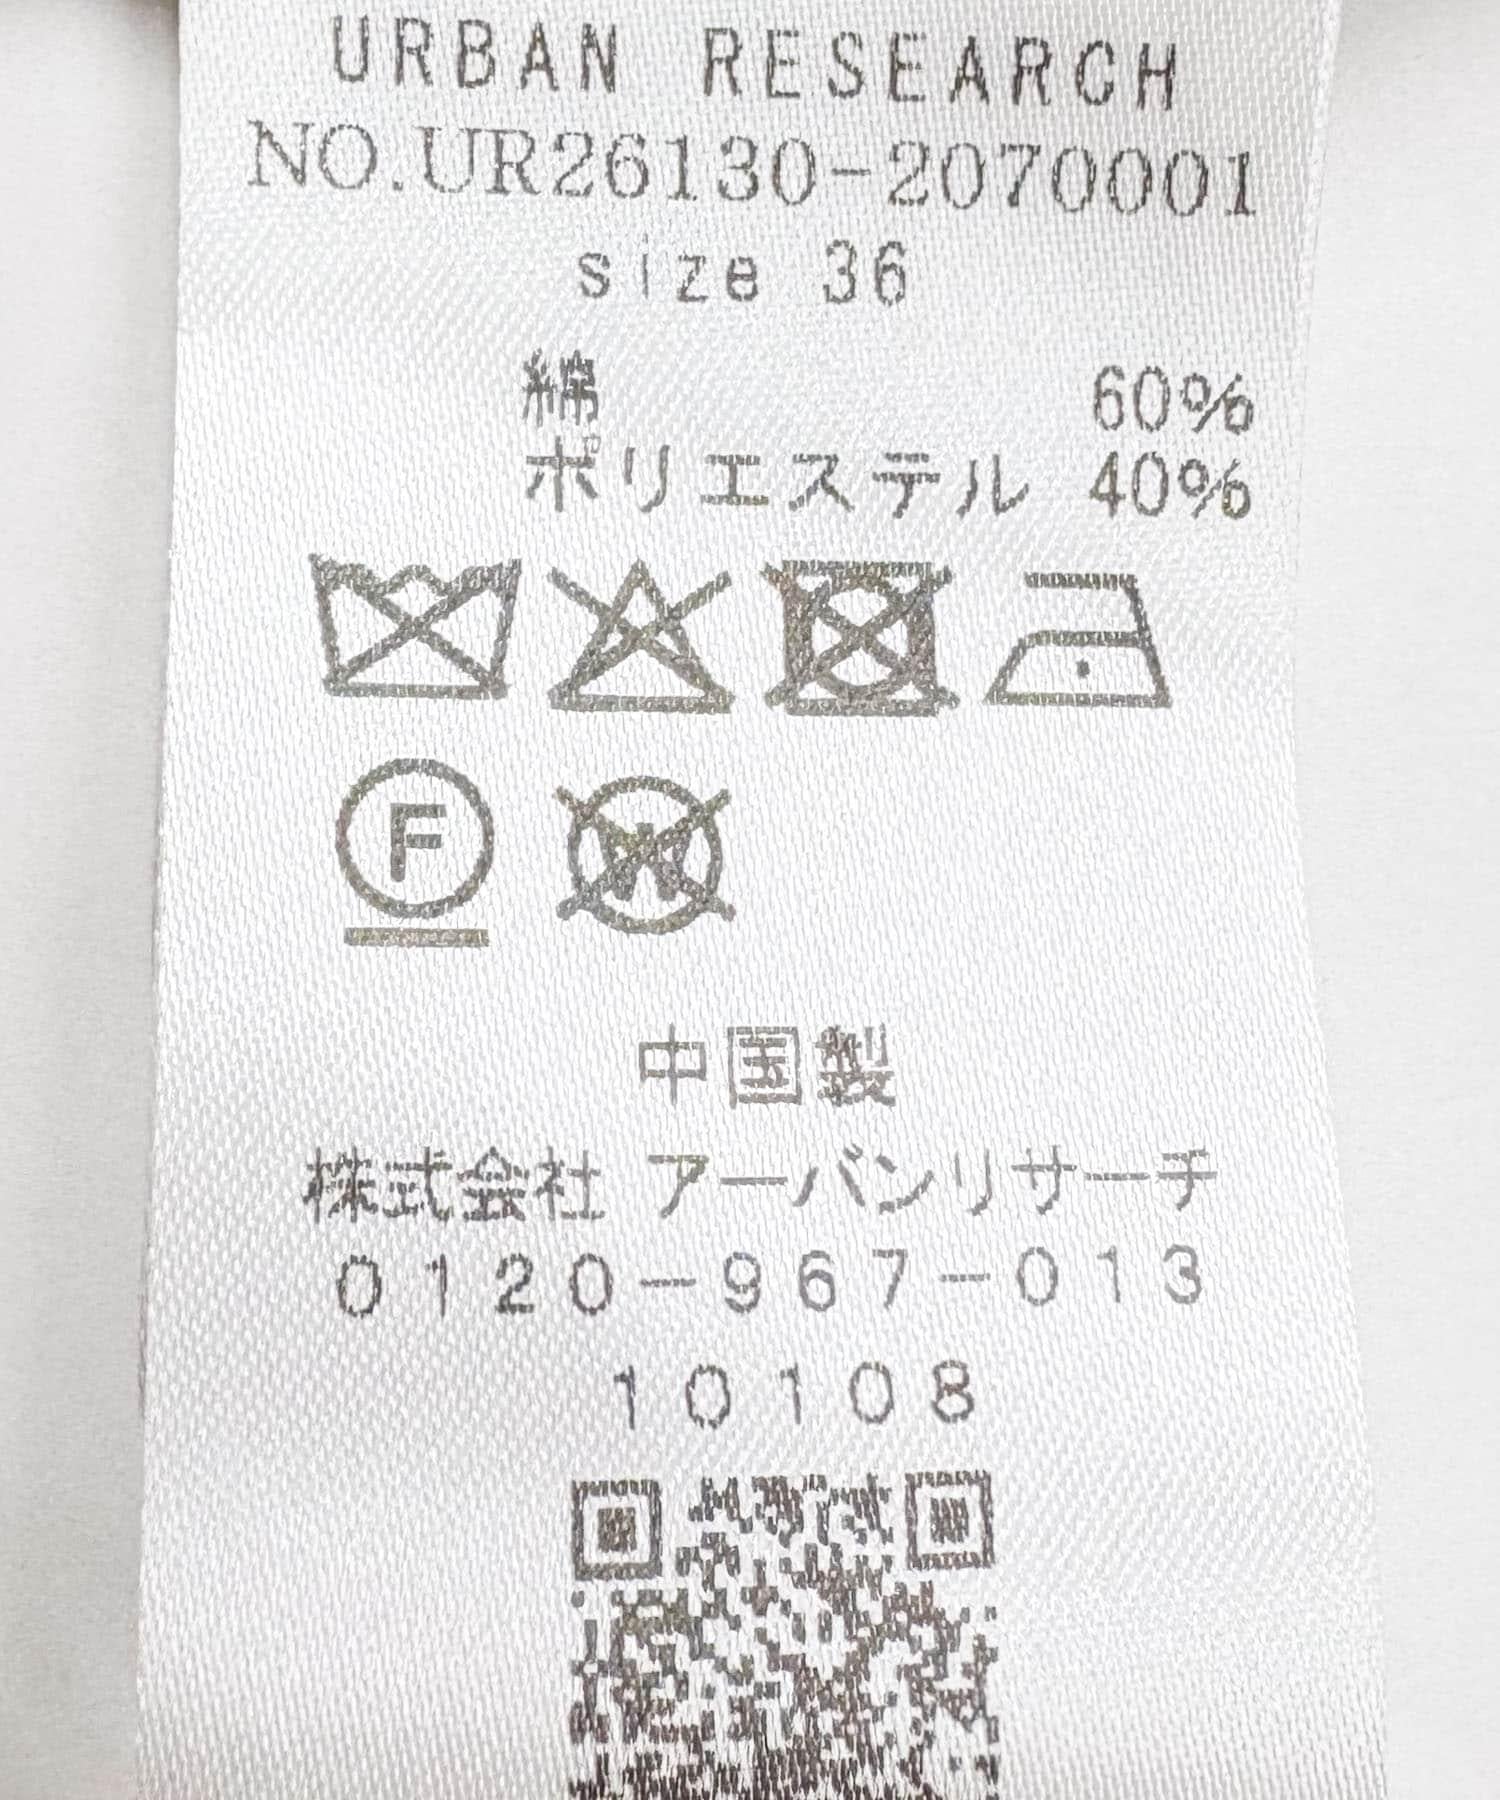 URBAN RESEARCH
NO.UR26130-2070001
size 36
綿 60%
ポリエステル 40%
F
W
中国製
株式会社 アーバンリサーチ
0120-967-013
10108